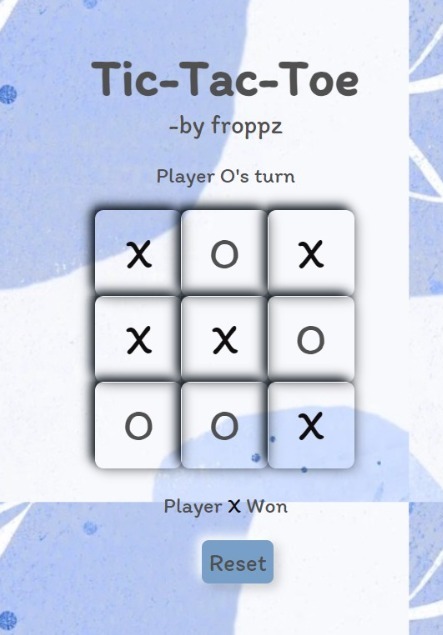 Tic-Tac-Toe
-by froppz
Player O's turn
X O X
X X O
O O X
Player X Won
Reset